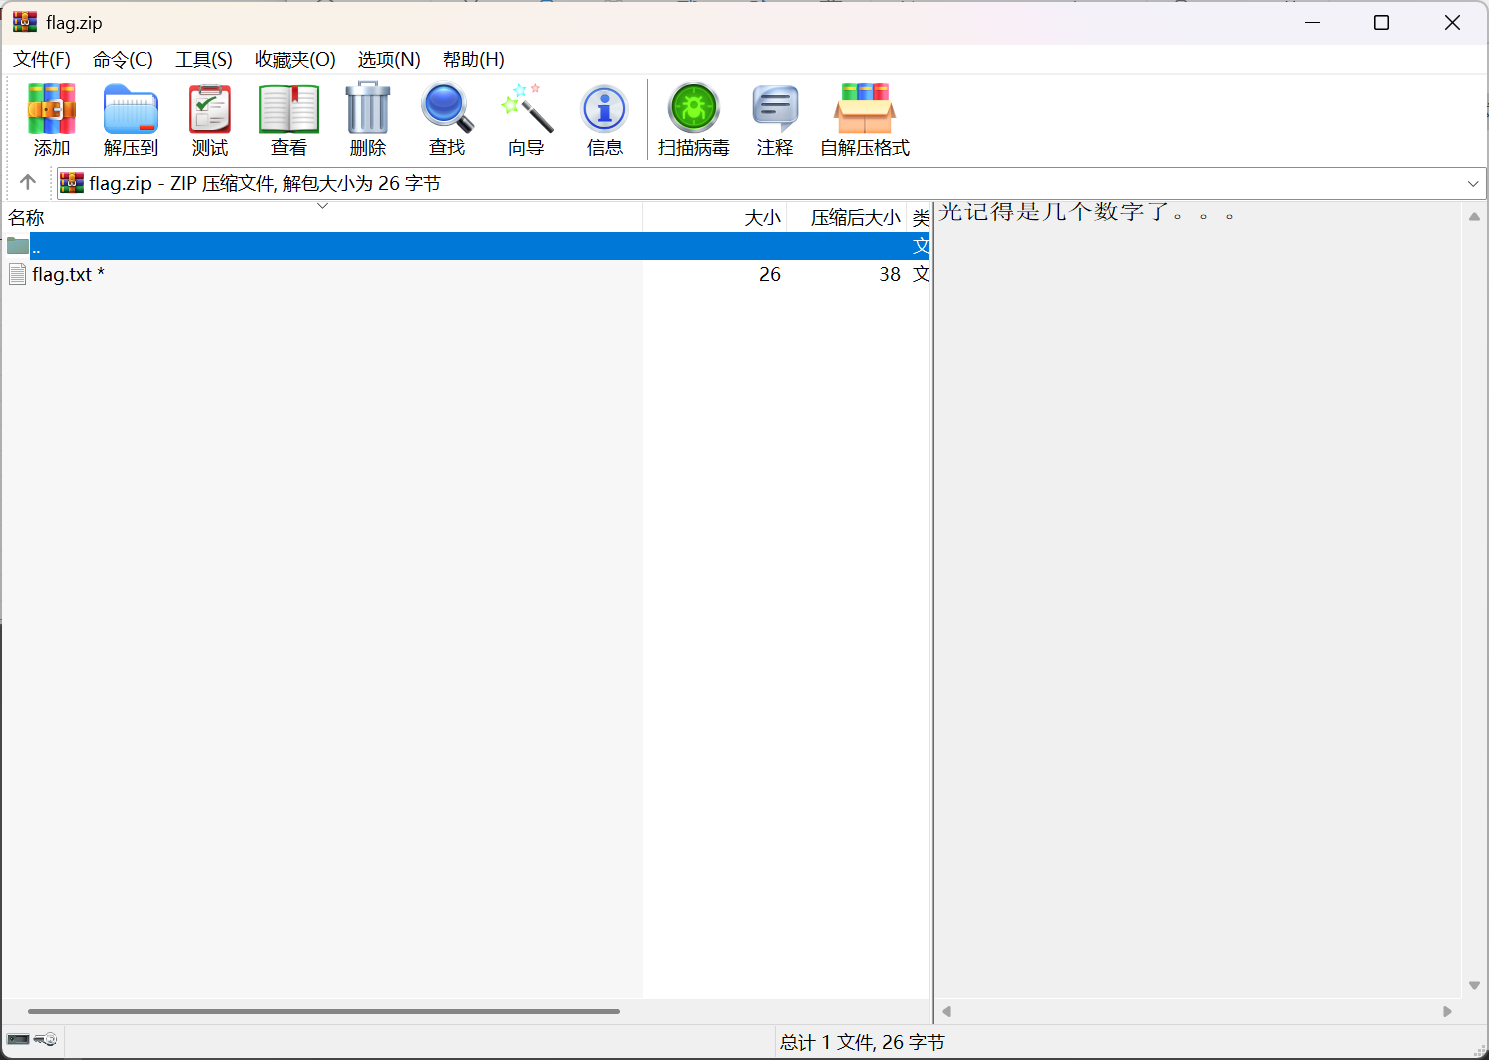 flag.zip
文件(F) 命令(C) 工具(S) 收藏夹(O) 选项(N) 帮助(H)
添加 解压到 测试 查看 删除 查找 向导 信息 扫描病毒 注释 自解压格式
flag.zip - ZIP 压缩文件, 解包大小为 26 字节
名称 大小 压缩后大小 类
.. 文
flag.txt * 26 38 文
光记得是几个数字了。。。
总计 1 文件, 26 字节